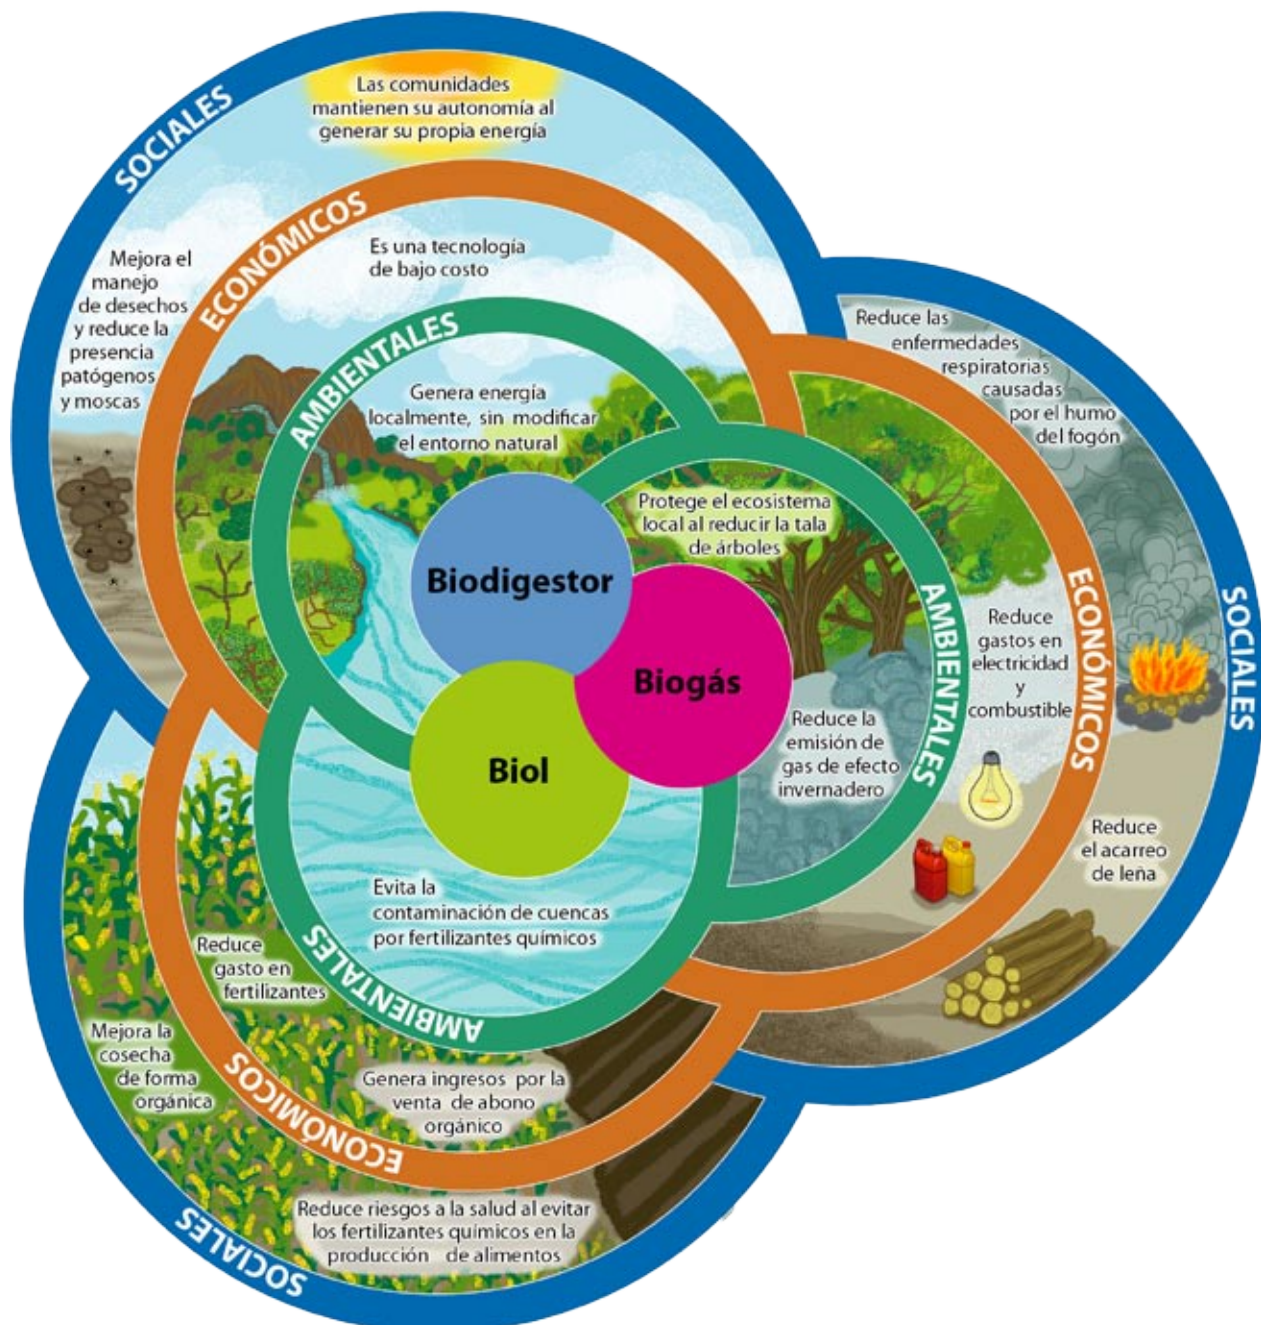 SOCIALES
Las comunidades
mantienen su autonomía al
generar su propia energía
Mejora el
manejo
de desechos
y reduce la
presencia
patógenos
y moscas
ECONÓMICOS
Es una tecnología
de bajo costo
AMBIENTALES
Genera energía
localmente, sin modificar
el entorno natural
Biodigestor
SOCIALES
Reduce las
enfermedades
respiratorias
causadas
por el humo
del fogón
Reduce
el acarreo
de leña
ECONÓMICOS
Reduce
gastos en
electricidad
y
combustible
AMBIENTALES
Protege el ecosistema
local al reducir la tala
de árboles
Reduce la
emisión de
gas de efecto
invernadero
Biogás
Biol
AMBIENTALES
Evita la
contaminación de cuencas
por fertilizantes químicos
ECONÓMICOS
Reduce
gasto en
fertilizantes
Genera ingresos por la
venta de abono
orgánico
SOCIALES
Mejora la
cosecha
de forma
orgánica
Reduce riesgos a la salud al evitar
los fertilizantes químicos en la
producción de alimentos